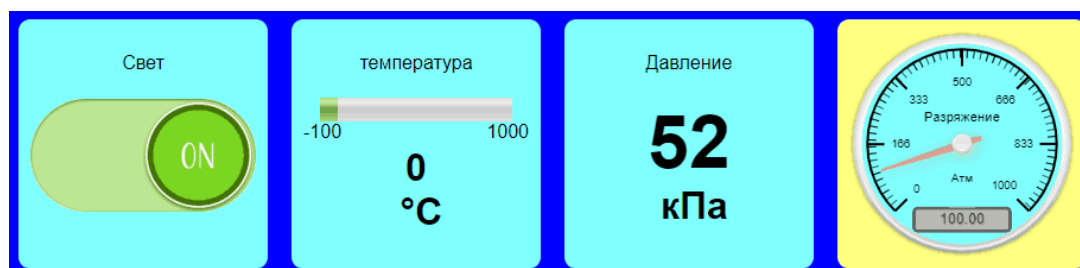 Свет
ON
температура
-100 1000
0
°C
Давление
52
кПа
500
333 666
Разряжение
166 833
Атм
0 1000
100.00